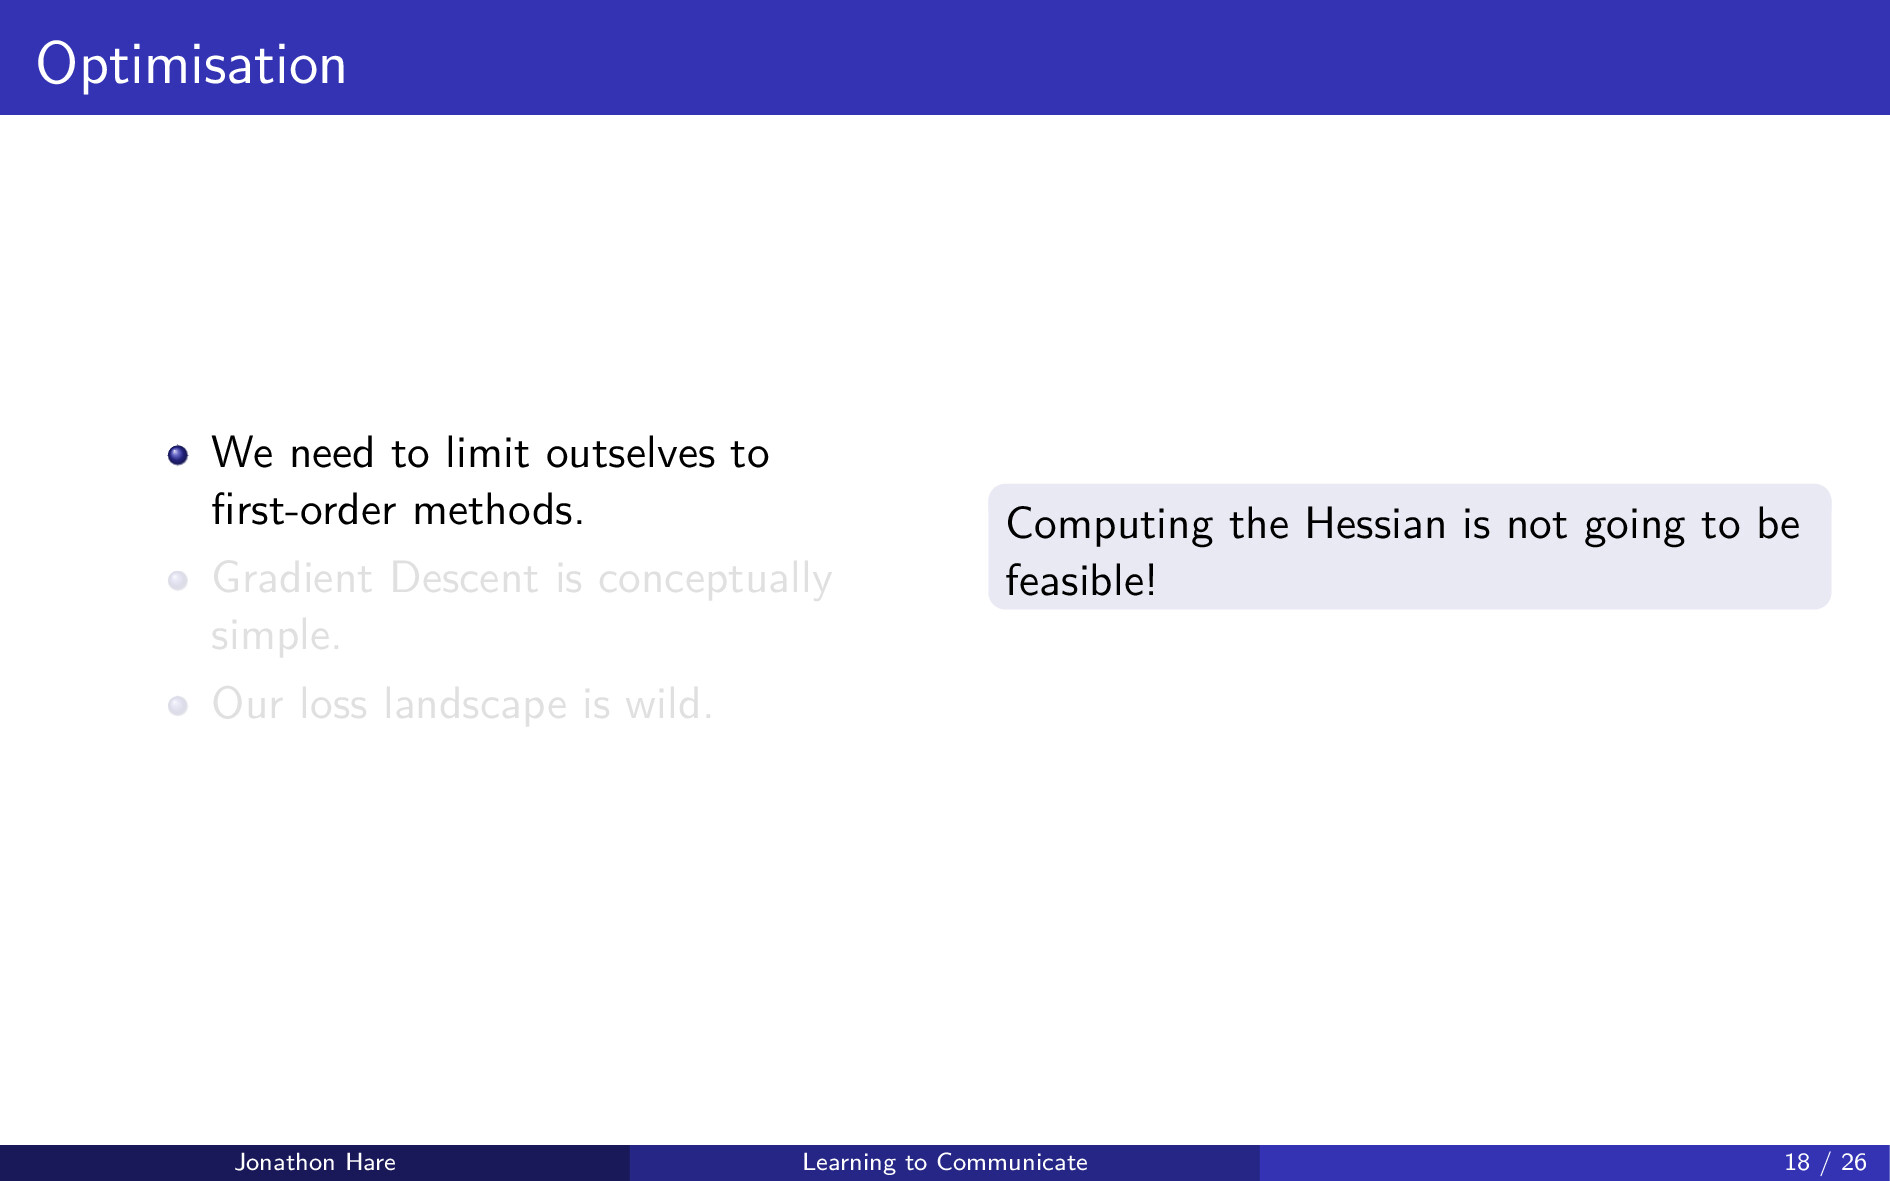 Optimisation
We need to limit outselves to
first-order methods.
Gradient Descent is conceptually
simple.
Our loss landscape is wild.
Computing the Hessian is not going to be
feasible!
Jonathon Hare
Learning to Communicate
18 / 26